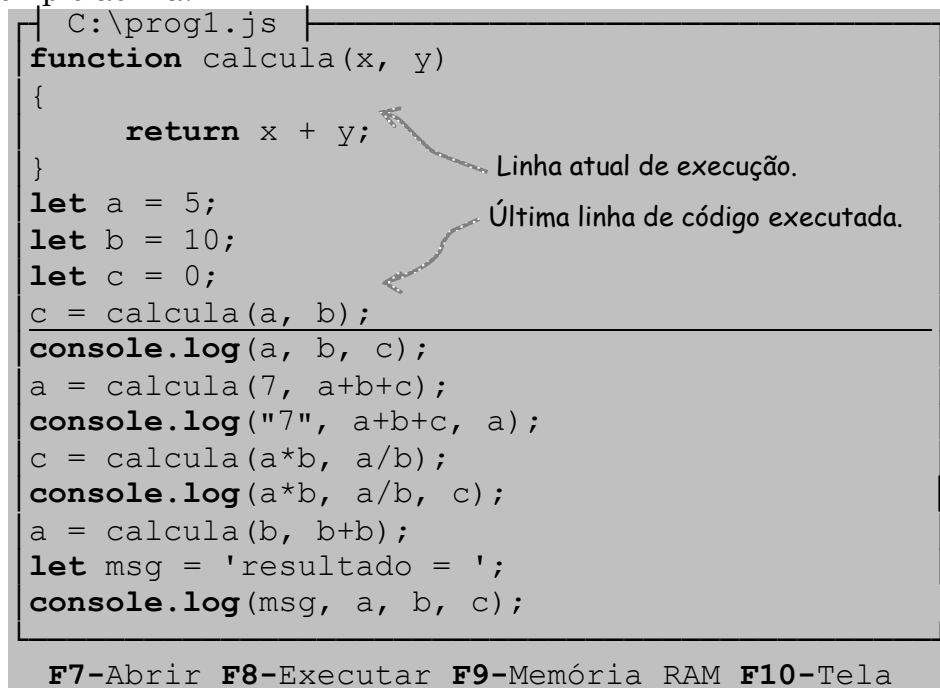 C:\prog1.js
function calcula(x, y)
{
return x + y;
}
Linha atual de execução.
let a = 5;
Última linha de código executada.
let b = 10;
let c = 0;
c = calcula(a, b);
console.log(a, b, c);
a = calcula(7, a+b+c);
console.log("7", a+b+c, a);
c = calcula(a*b, a/b);
console.log(a*b, a/b, c);
a = calcula(b, b+b);
let msg = 'resultado = ';
console.log(msg, a, b, c);
F7-Abrir F8-Executar F9-Memória RAM F10-Tela